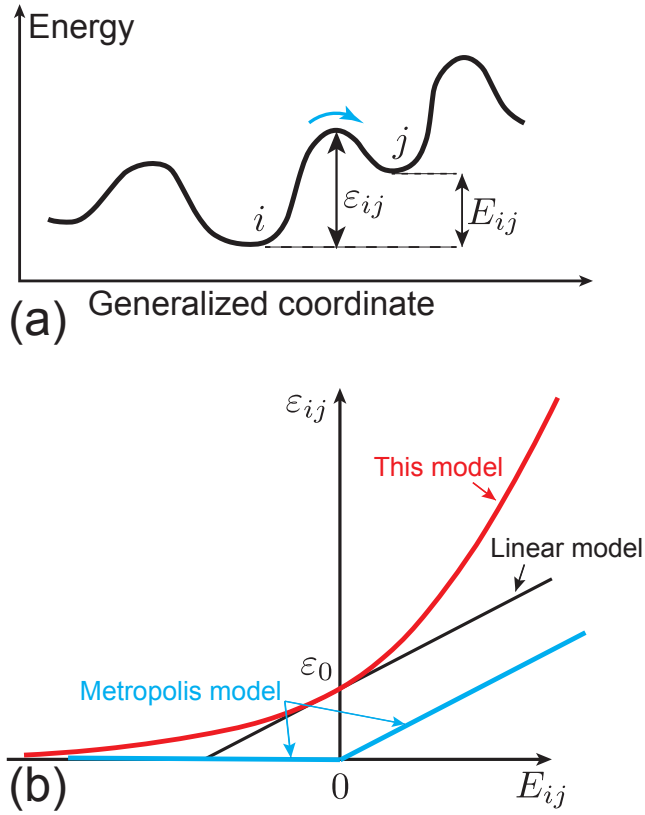 Energy
i
j
εij
Eij
Generalized coordinate
(a)
εij
This model
Linear model
ε0
Metropolis model
(b)
0
Eij